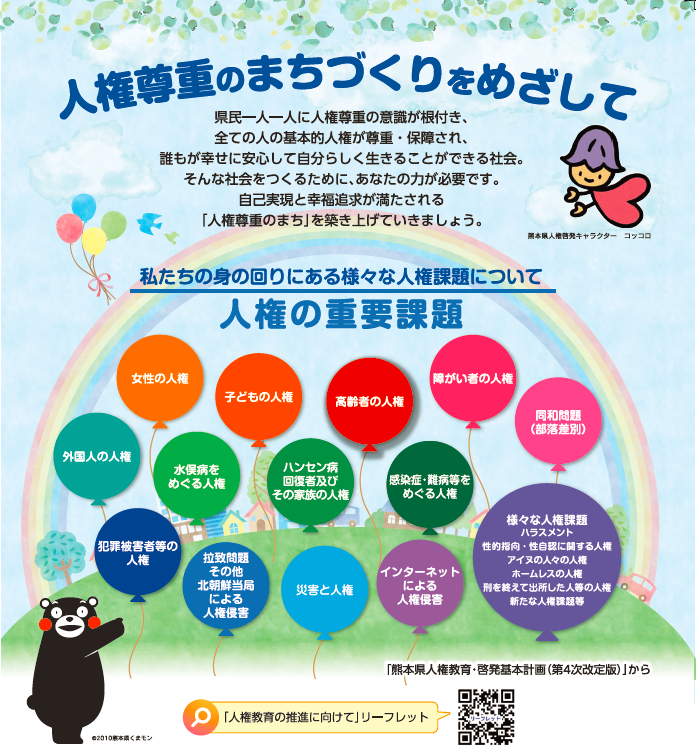 人権尊重のまちづくりをめざして
県民一人一人に人権尊重の意識が根付き、
全ての人の基本的人権が尊重・保障され、
誰もが幸せに安心して自分らしく生きることができる社会。
そんな社会をつくるために、あなたの力が必要です。
自己実現と幸福追求が満たされる
「人権尊重のまち」を築き上げていきましょう。
熊本県人権啓発キャラクター　コッコロ
私たちの身の回りにある様々な人権課題について
人権の重要課題
女性の人権
子どもの人権
高齢者の人権
障がい者の人権
同和問題
（部落差別）
外国人の人権
水俣病を
めぐる人権
ハンセン病
回復者及び
その家族の人権
感染症・難病等を
めぐる人権
様々な人権課題
ハラスメント
性的指向・性自認に関する人権
アイヌの人々の人権
ホームレスの人権
刑を終えて出所した人等の人権
新たな人権課題等
犯罪被害者等の
人権
拉致問題
その他
北朝鮮当局
による
人権侵害
災害と人権
インターネット
による
人権侵害
「熊本県人権教育・啓発基本計画（第4次改定版）」から
「人権教育の推進に向けて」リーフレット
リーフレット
©2010熊本県くまモン